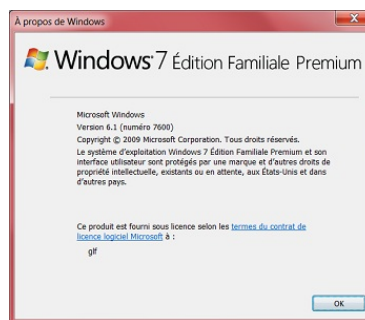 À propos de Windows
Windows 7 Édition Familiale Premium
Microsoft Windows
Version 6.1 (numéro 7600)
Copyright © 2009 Microsoft Corporation. Tous droits réservés.
Le système d'exploitation Windows 7 Édition Familiale Premium et son
interface utilisateur sont protégés par une marque et d'autres droits de
propriété intellectuelle, existants ou en attente, aux États-Unis et dans
d'autres pays.
Ce produit est fourni sous licence selon les termes du contrat de
licence logiciel Microsoft à :
glf
OK